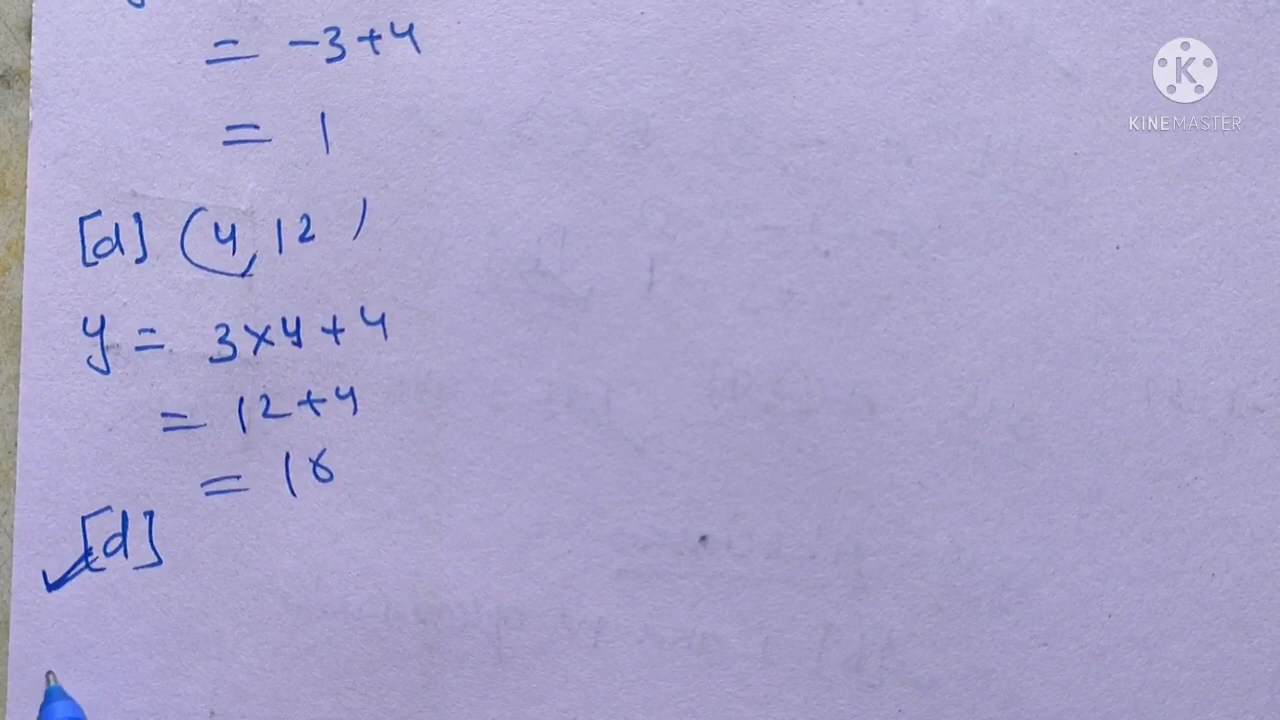 = -3+4
= 1
[d] (4,12)
y = 3×4+4
= 12+4
= 16
[d]
K
KINEMASTER